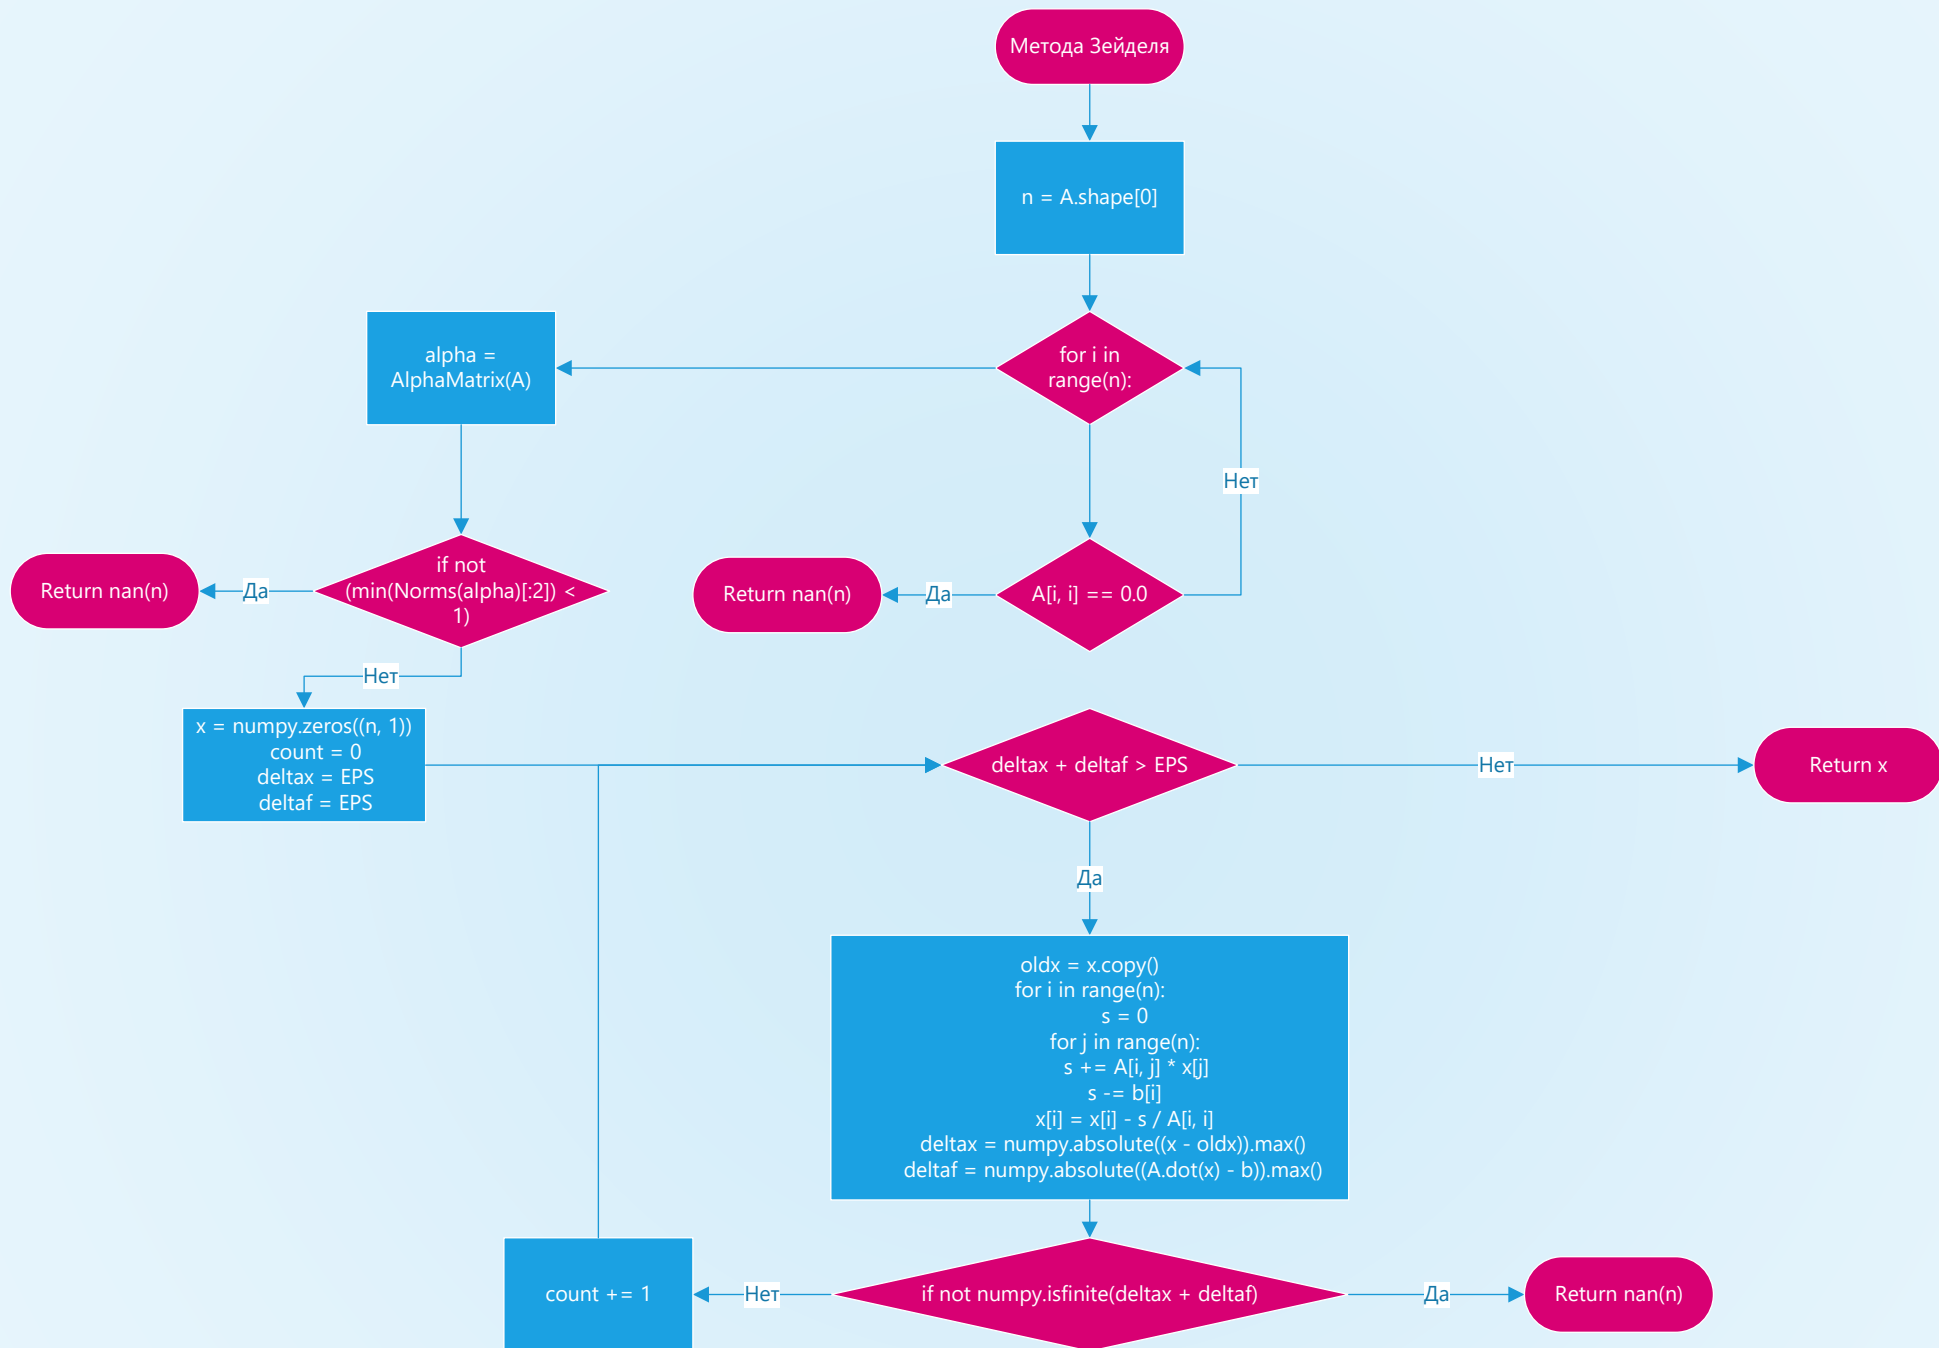 Метода Зейделя
n = A.shape[0]
for i in
range(n):
alpha =
AlphaMatrix(A)
Нет
if not
(min(Norms(alpha)[:2]) <
1)
Да
Return nan(n)
A[i, i] == 0.0
Да
Return nan(n)
Нет
x = numpy.zeros((n, 1))
count = 0
deltax = EPS
deltaf = EPS
deltax + deltaf > EPS
Нет
Return x
Да
oldx = x.copy()
for i in range(n):
s = 0
for j in range(n):
s += A[i, j] * x[j]
s -= b[i]
x[i] = x[i] - s / A[i, i]
deltax = numpy.absolute((x - oldx)).max()
deltaf = numpy.absolute((A.dot(x) - b)).max()
if not numpy.isfinite(deltax + deltaf)
Нет
count += 1
Да
Return nan(n)